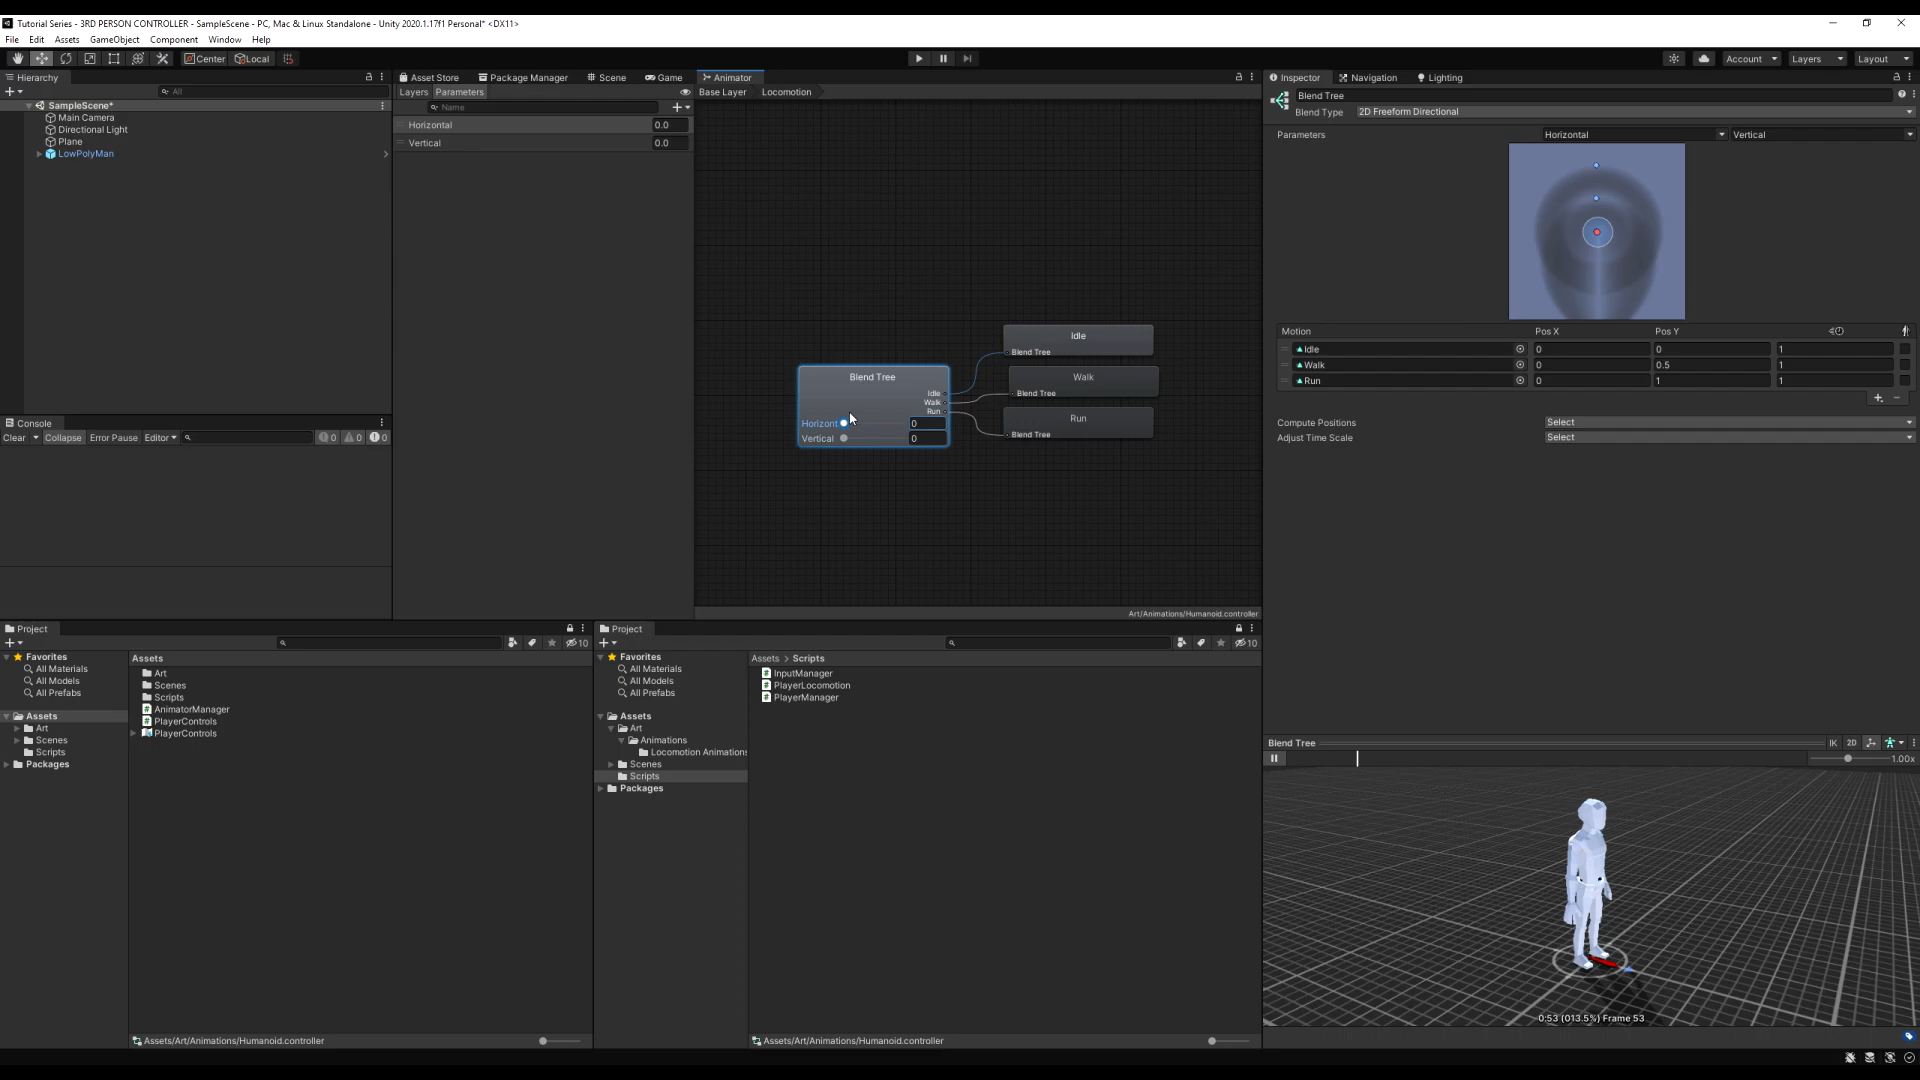 Tutorial Series - 3RD PERSON CONTROLLER - SampleScene - PC, Mac & Linux Standalone - Unity 2020.1.17f1 Personal* <DX11>
File Edit Assets GameObject Component Window Help
Center Local Account Layers Layout
Hierarchy
All
SampleScene*
Main Camera
Directional Light
Plane
LowPolyMan
Console
Clear Collapse Error Pause Editor 0 0 0
Asset Store Package Manager Scene Game Animator
Layers Parameters Base Layer Locomotion
Name
Horizontal 0.0
Vertical 0.0
Blend Tree
Idle
Walk
Run
Horizont 0
Vertical 0
Idle
Blend Tree
Walk
Blend Tree
Run
Blend Tree
Art/Animations/Humanoid.controller
Inspector Navigation Lighting
Blend Tree
Blend Type 2D Freeform Directional
Parameters Horizontal Vertical
Motion Pos X Pos Y
Idle 0 0 1
Walk 0 0.5 1
Run 0 1 1
Compute Positions Select
Adjust Time Scale Select
Blend Tree IK 2D
1.00x
0:53 (013.5%) Frame 53
Project
10
Favorites
All Materials
All Models
All Prefabs
Assets
Art
Scenes
Scripts
Packages
Assets
Art
Scenes
Scripts
AnimatorManager
PlayerControls
PlayerControls
Assets/Art/Animations/Humanoid.controller
Project
10
Favorites
All Materials
All Models
All Prefabs
Assets
Art
Animations
Locomotion Animations
Scenes
Scripts
Packages
Assets > Scripts
InputManager
PlayerLocomotion
PlayerManager
Assets/Art/Animations/Humanoid.controller